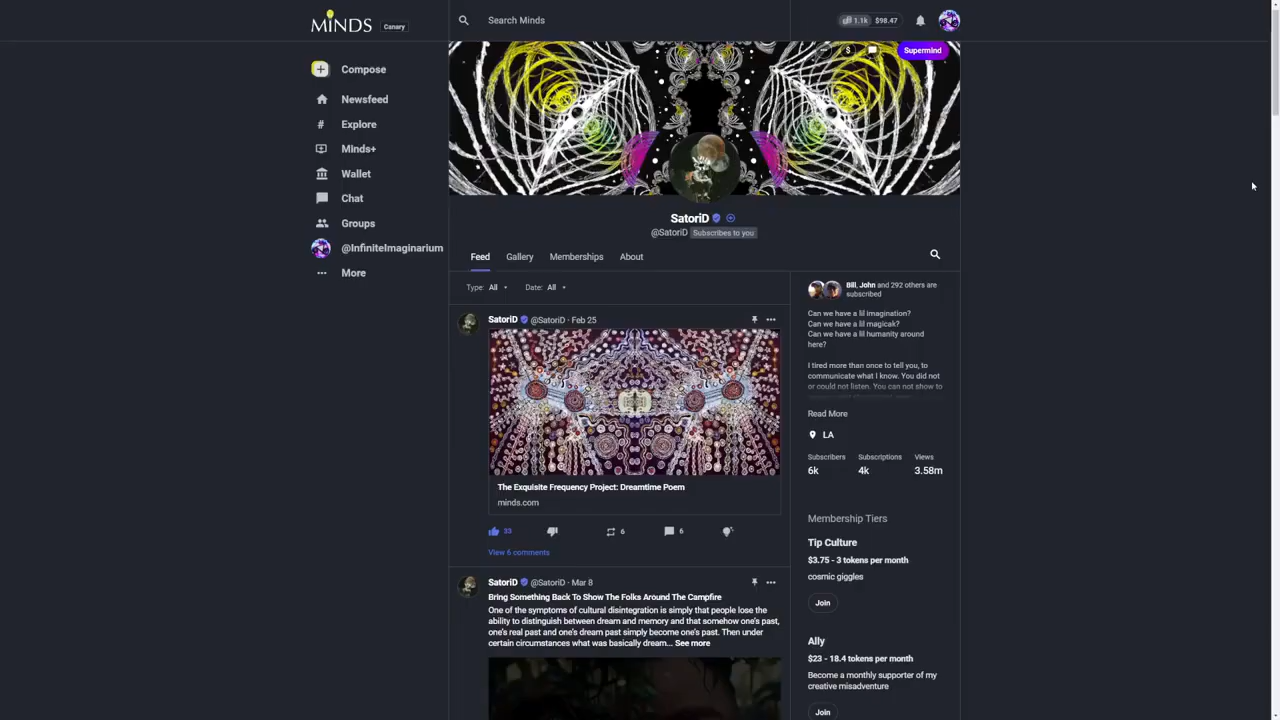 MINDS
Canary
Search Minds
1.1k $98.47
Supermind
Compose
Newsfeed
# Explore
Minds+
Wallet
Chat
Groups
@InfiniteImaginarium
More
SatoriD
@SatoriD Subscribes to you
Feed Gallery Memberships About
Type: All Date: All
SatoriD @SatoriD · Feb 25
The Exquisite Frequency Project: Dreamtime Poem
minds.com
33 6 6
View 6 comments
SatoriD @SatoriD · Mar 8
Bring Something Back To Show The Folks Around The Campfire
One of the symptoms of cultural disintegration is simply that people lose the
ability to distinguish between dream and memory and that somehow one's past,
one's real past and one's dream past simply become one's past. Then under
certain circumstances what was basically dream... See more
Bill, John and 292 others are
subscribed
Can we have a lil imagination?
Can we have a lil magicak?
Can we have a lil humanity around
here?
I tired more than once to tell you, to
communicate what I know. You did not
or could not listen. You can not show to
Read More
LA
Subscribers Subscriptions Views
6k 4k 3.58m
Membership Tiers
Tip Culture
$3.75 - 3 tokens per month
cosmic giggles
Join
Ally
$23 - 18.4 tokens per month
Become a monthly supporter of my
creative misadventure
Join